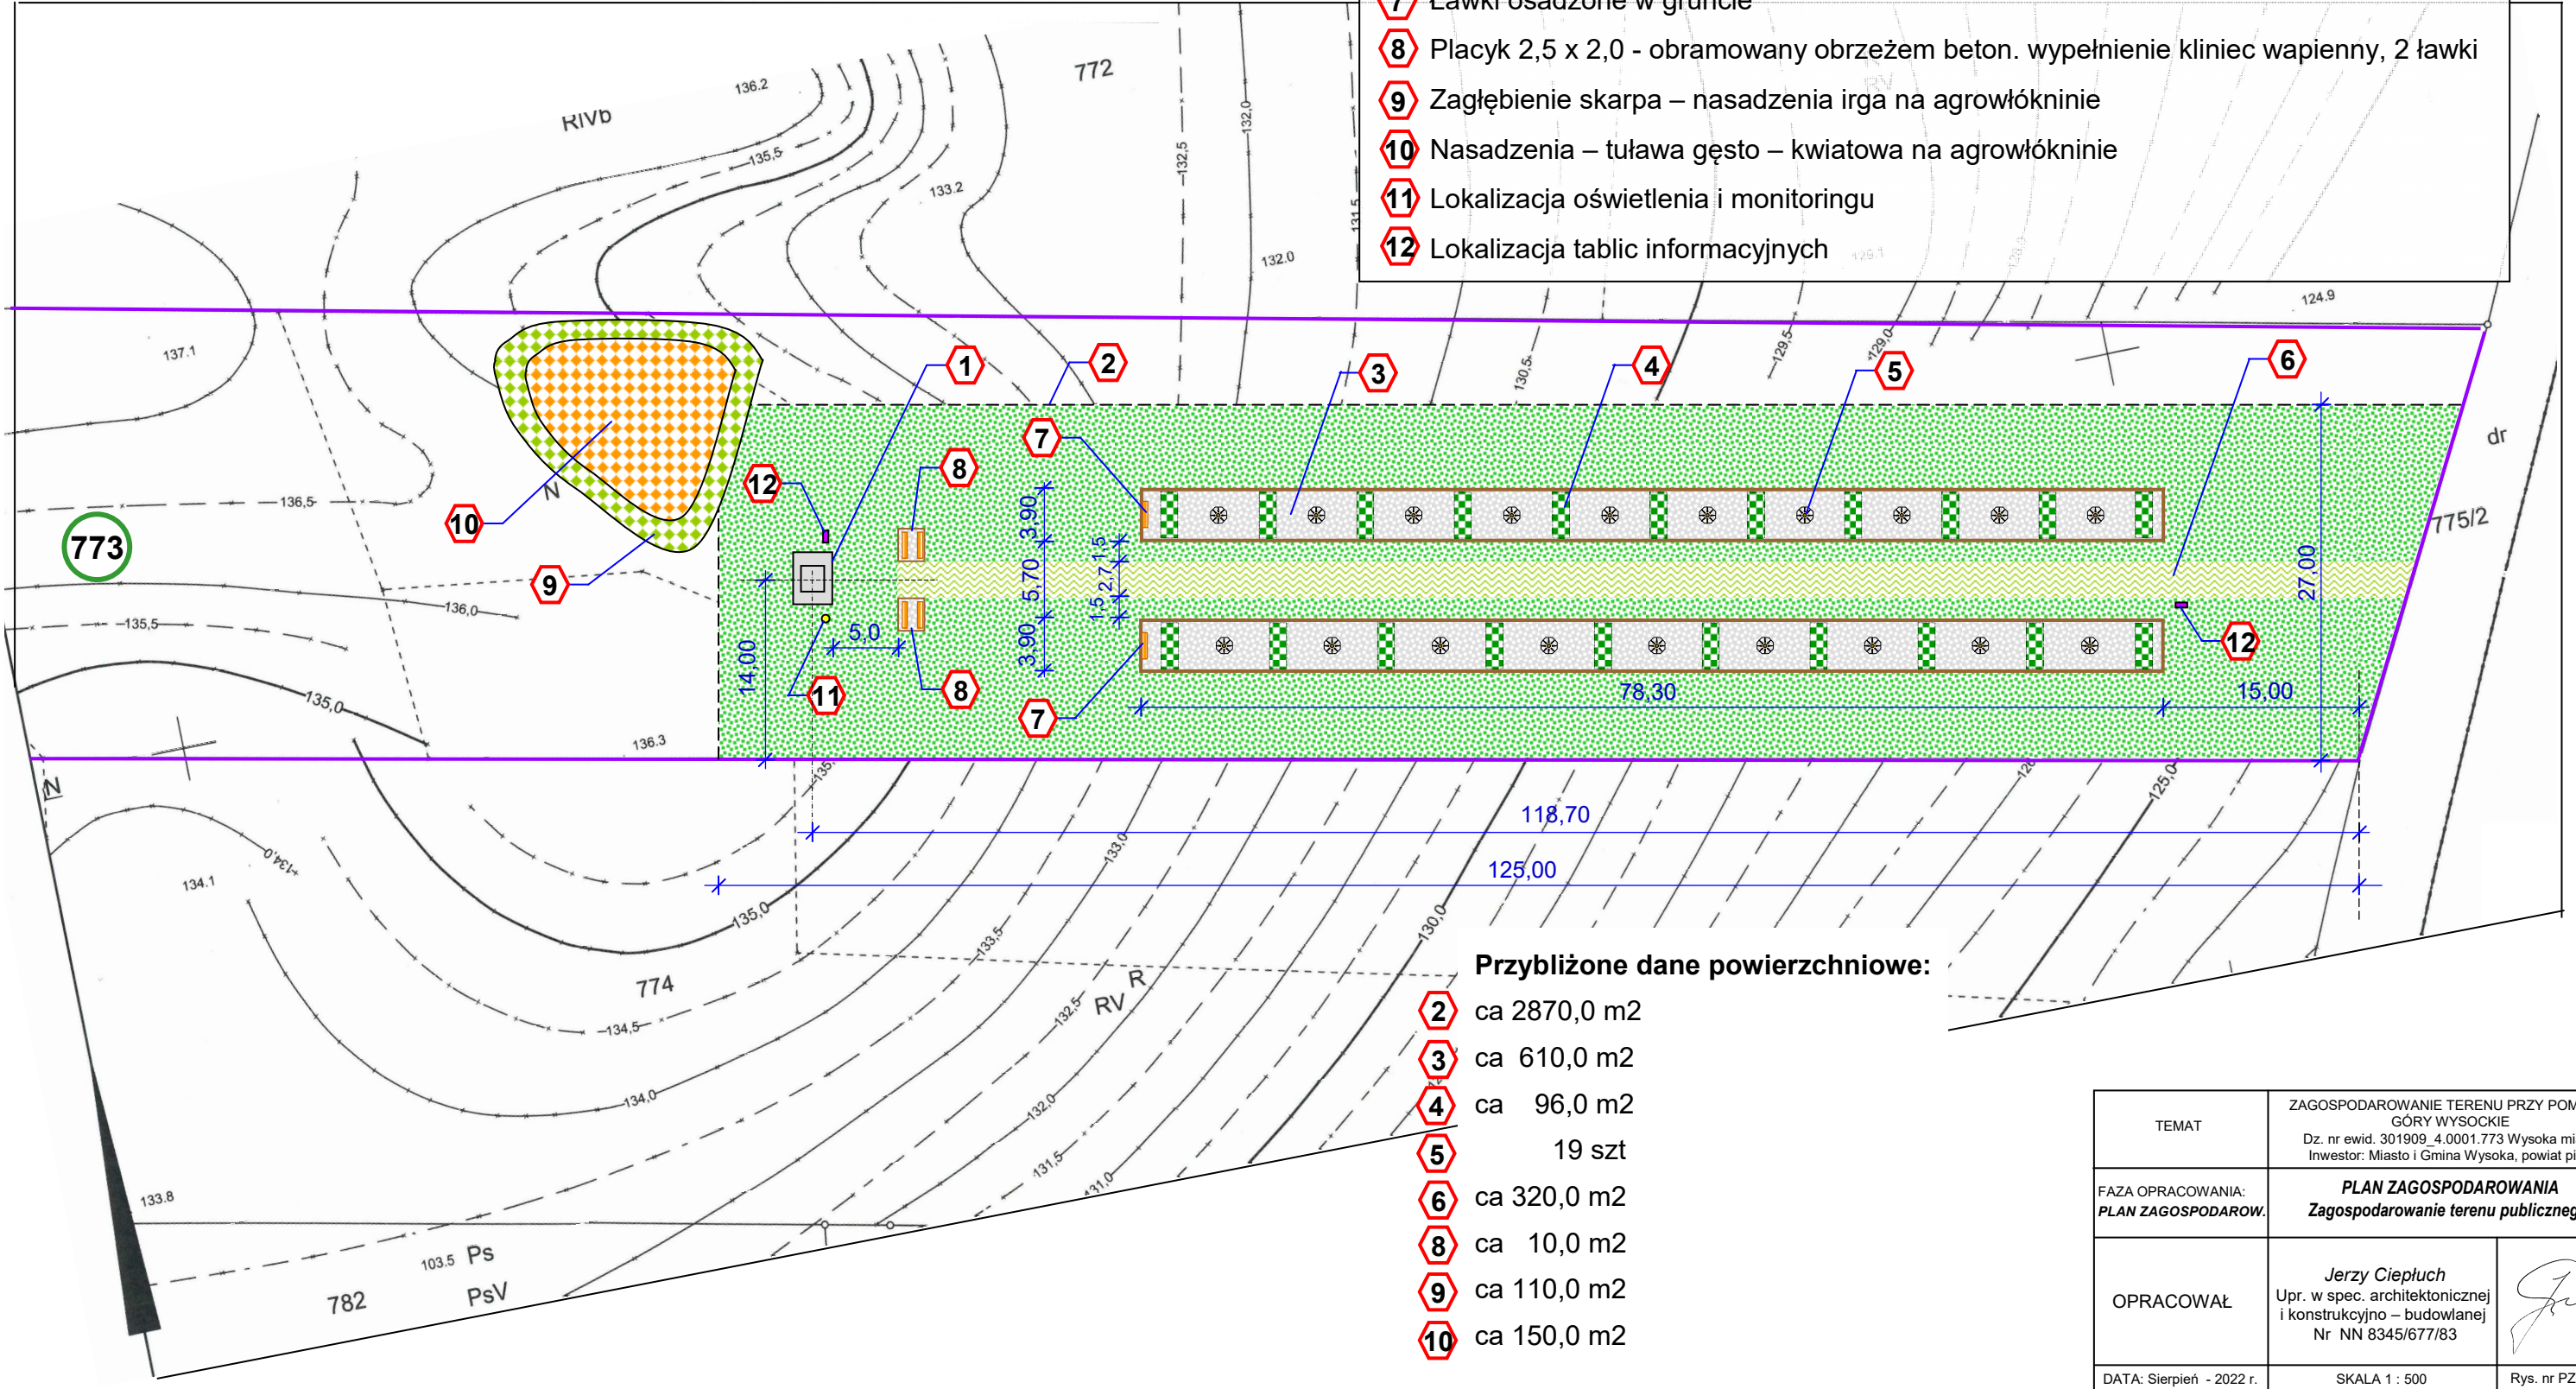 7 Ławki osadzone w gruncie
8 Placyk 2,5 x 2,0 - obramowany obrzeżem beton. wypełnienie kliniec wapienny, 2 ławki
9 Zagłębienie skarpa – nasadzenia irga na agrowłókninie
10 Nasadzenia – tuława gęsto – kwiatowa na agrowłókninie
11 Lokalizacja oświetlenia i monitoringu
12 Lokalizacja tablic informacyjnych
772
136.2
RIVb
135,5
133.2
132,5
132,0
132.0
131,5
129.1
124.9
137.1
129,5
129,0
130,5
1
2
3
4
5
6
7
8
12
dr
775/2
136,5
N
10
773
9
3,90
5,70
3,90
1,5
2,7
1,5
27,00
136,0
135,5
5,0
14,00
11
8
7
12
78,30
15,00
135,0
136.3
N
135,
125,0
118,70
125,00
134,0
134.1
133,0
135,0
133,5
130,0
774
R
RV
132,5
134,5
134,0
132,0
131,5
131,0
133.8
103.5
Ps
PsV
782
Przybliżone dane powierzchniowe:
2 ca 2870,0 m2
3 ca 610,0 m2
4 ca 96,0 m2
5 19 szt
6 ca 320,0 m2
8 ca 10,0 m2
9 ca 110,0 m2
10 ca 150,0 m2
TEMAT
ZAGOSPODAROWANIE TERENU PRZY POM
GÓRY WYSOCKIE
Dz. nr ewid. 301909_4.0001.773 Wysoka mi
Inwestor: Miasto i Gmina Wysoka, powiat pi
FAZA OPRACOWANIA:
PLAN ZAGOSPODAROW.
PLAN ZAGOSPODAROWANIA
Zagospodarowanie terenu publiczneg
OPRACOWAŁ
Jerzy Ciepłuch
Upr. w spec. architektonicznej
i konstrukcyjno – budowlanej
Nr NN 8345/677/83
DATA: Sierpień - 2022 r.
SKALA 1 : 500
Rys. nr PZ